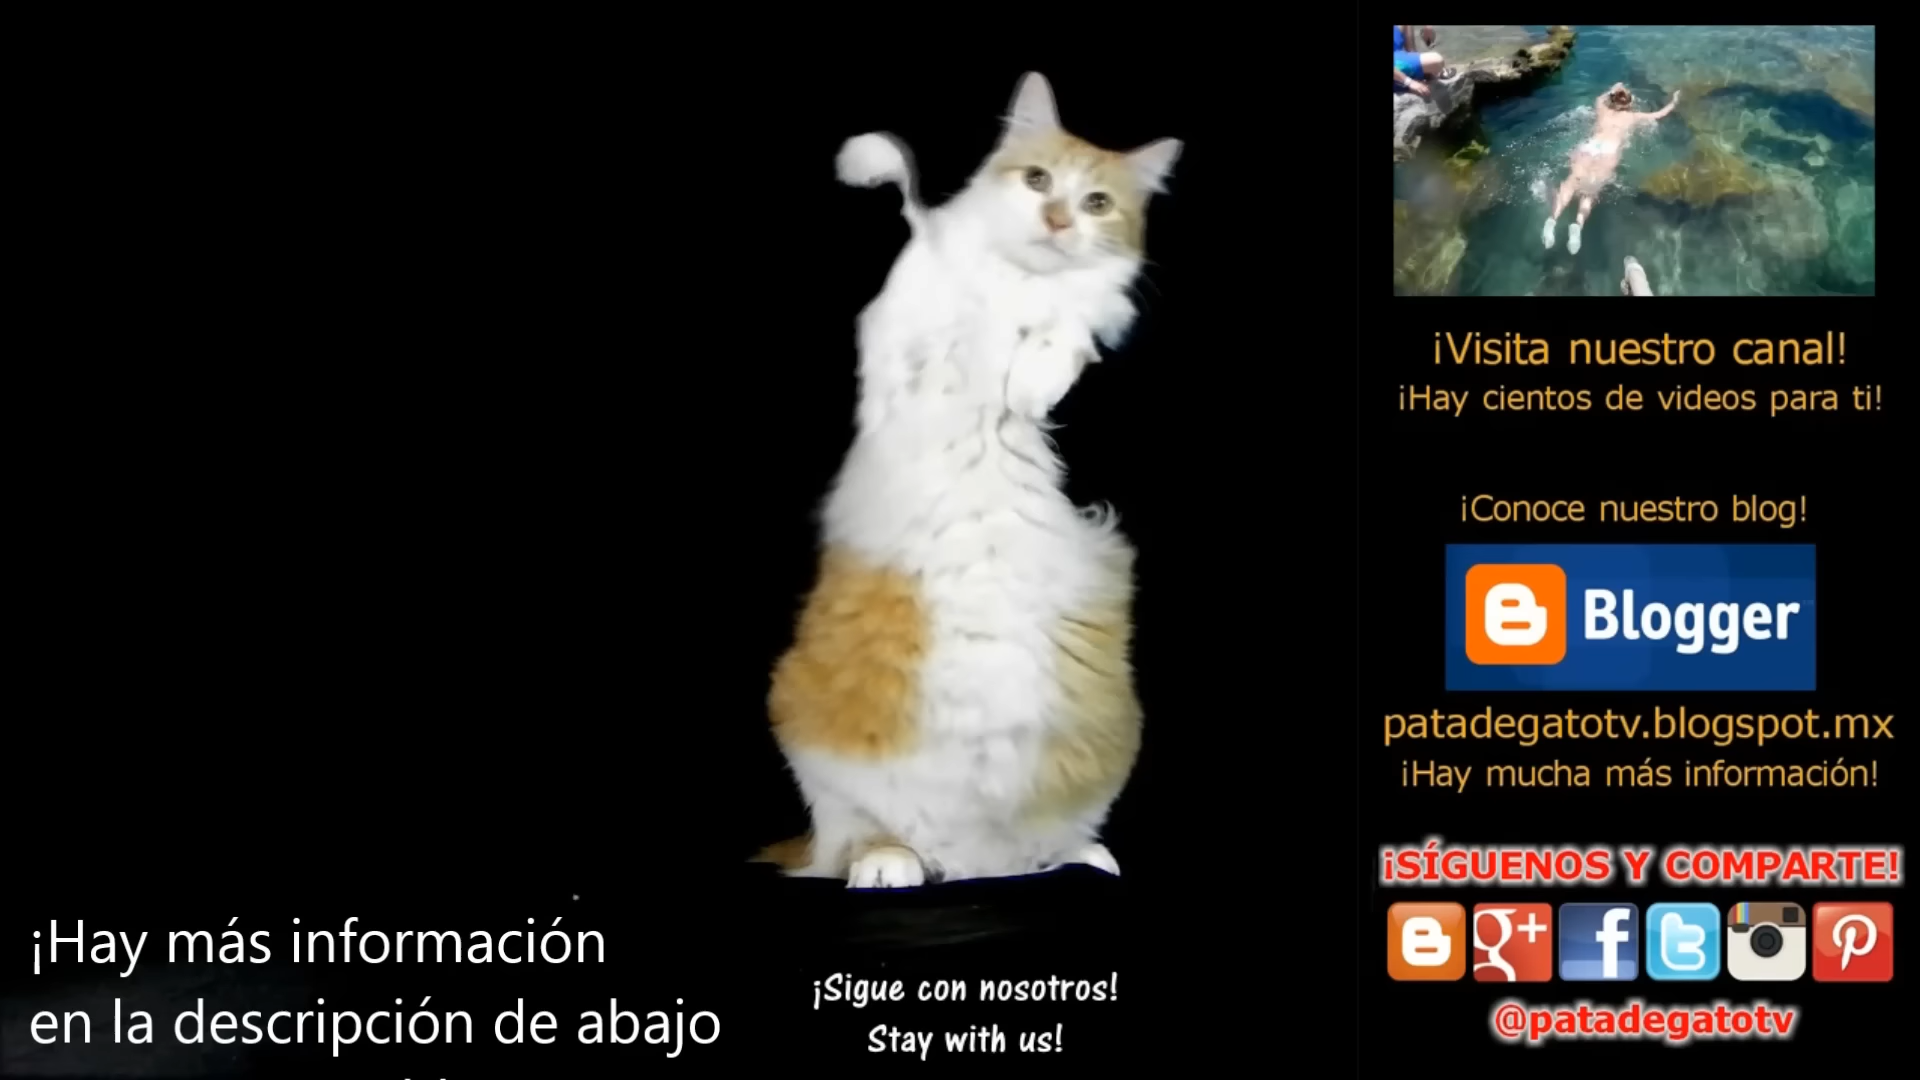 ¡Visita nuestro canal!
¡Hay cientos de videos para ti!
¡Conoce nuestro blog!
Blogger
patadegatotv.blogspot.mx
¡Hay mucha más información!
¡SÍGUENOS Y COMPARTE!
g+ f t
@patadegatotv
¡Hay más información
en la descripción de abajo
¡Sigue con nosotros!
Stay with us!